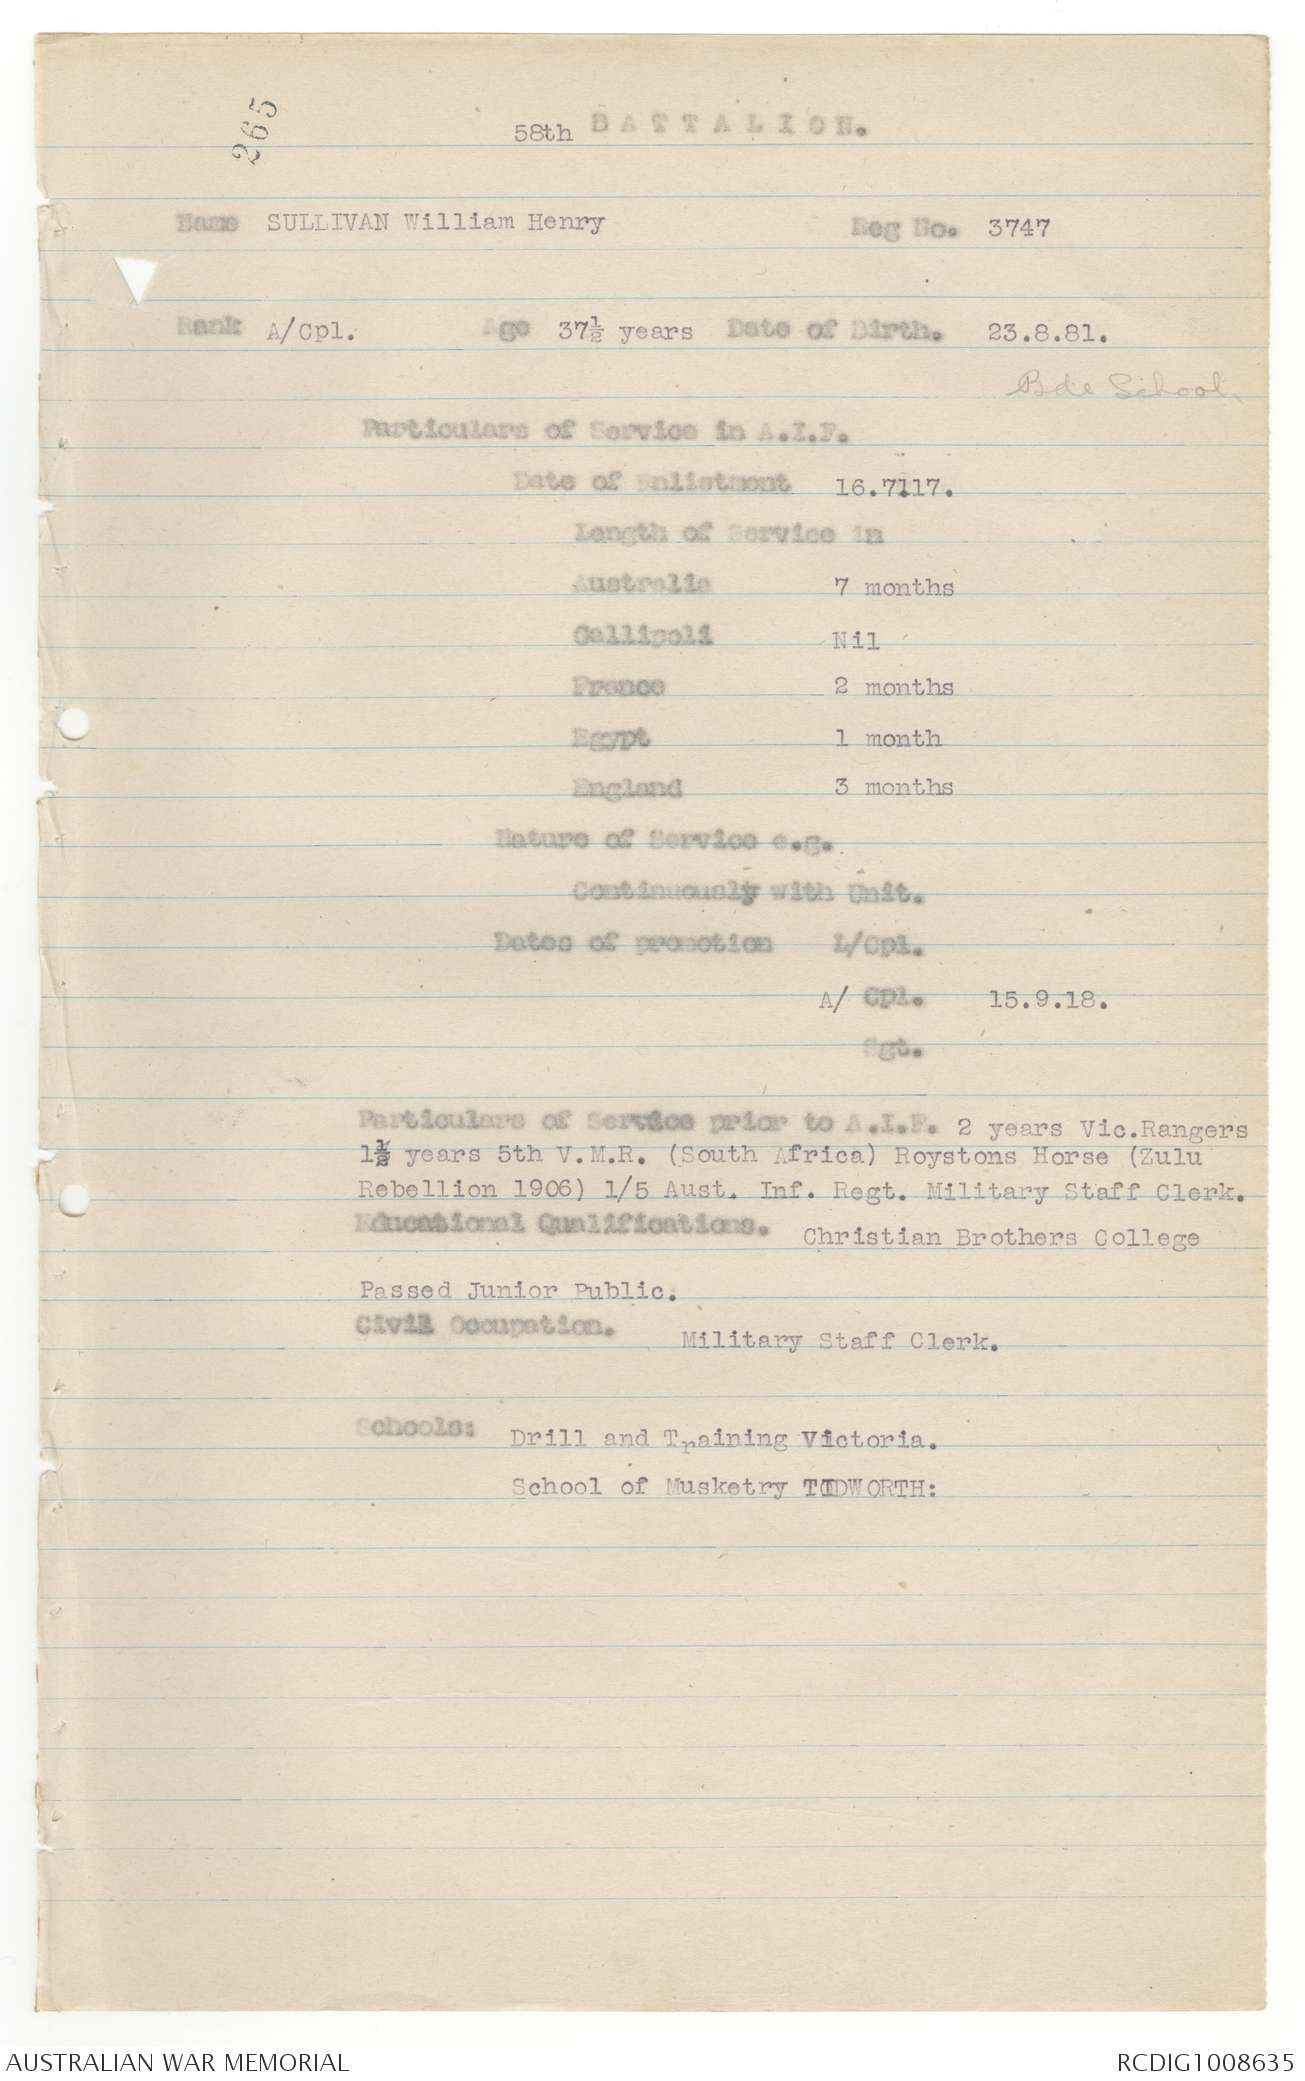 265
58th BATTALION.
Name SULLIVAN William Henry Reg No. 3747
Rank A/Cpl. Age 37½ years Date of Birth. 23.8.81.
Bde School.
Particulars of Service in A.I.F.
Date of Enlistment 16.7.17.
Length of Service in
Australia 7 months
Gallipoli Nil
France 2 months
Egypt 1 month
England 3 months
Nature of Service e.g.
Continuously with Unit.
Dates of promotion L/Cpl.
A/ Cpl. 15.9.18.
Sgt.
Particulars of Service prior to A.I.F. 2 years Vic.Rangers
1½ years 5th V.M.R. (South Africa) Roystons Horse (Zulu
Rebellion 1906) 1/5 Aust. Inf. Regt. Military Staff Clerk.
Educational Qualifications. Christian Brothers College
Passed Junior Public.
Civil Occupation. Military Staff Clerk.
Schools: Drill and Training Victoria.
School of Musketry TIDWORTH:
AUSTRALIAN WAR MEMORIAL RCDIG1008635